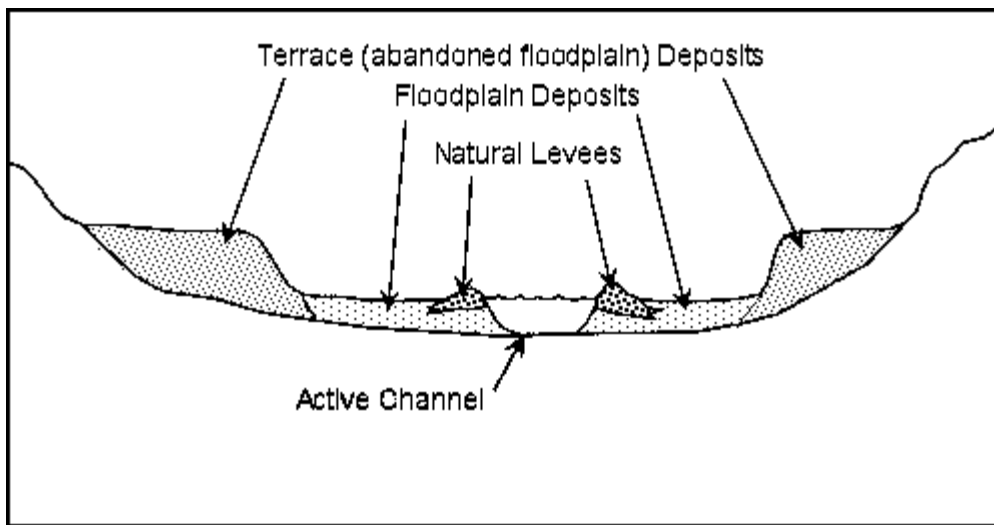 Terrace (abandoned floodplain) Deposits
Floodplain Deposits
Natural Levees
Active Channel